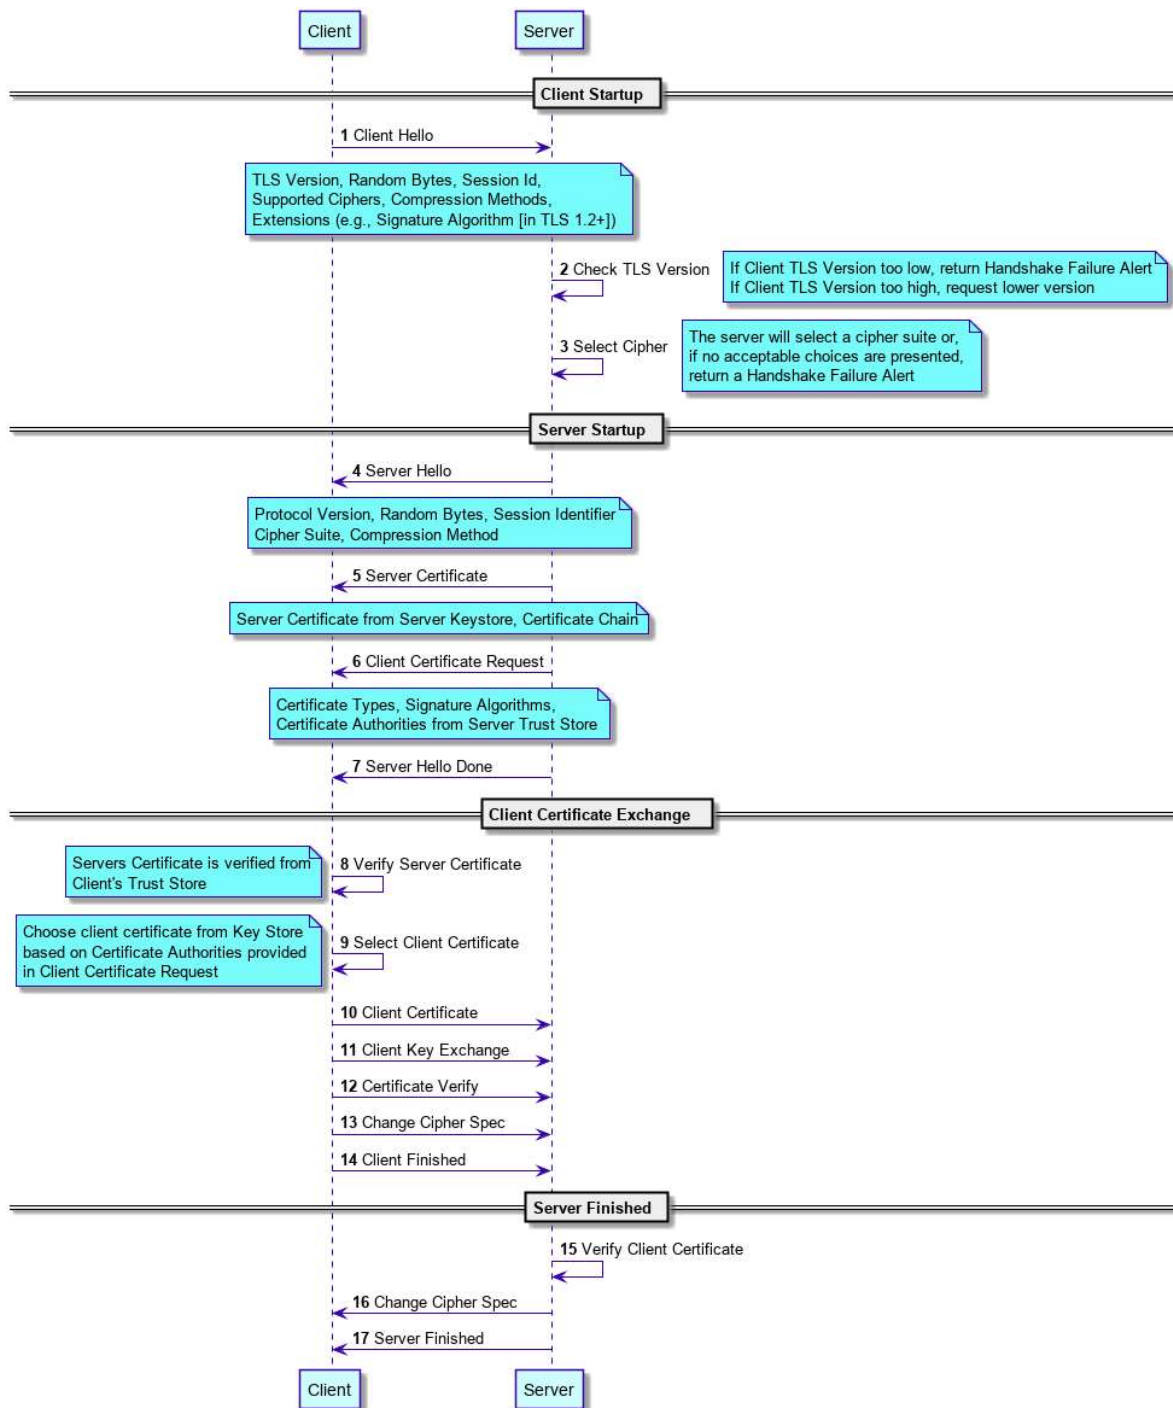 Client
Server
Client Startup
1 Client Hello
TLS Version, Random Bytes, Session Id,
Supported Ciphers, Compression Methods,
Extensions (e.g., Signature Algorithm [in TLS 1.2+])
2 Check TLS Version
If Client TLS Version too low, return Handshake Failure Alert
If Client TLS Version too high, request lower version
3 Select Cipher
The server will select a cipher suite or,
if no acceptable choices are presented,
return a Handshake Failure Alert
Server Startup
4 Server Hello
Protocol Version, Random Bytes, Session Identifier
Cipher Suite, Compression Method
5 Server Certificate
Server Certificate from Server Keystore, Certificate Chain
6 Client Certificate Request
Certificate Types, Signature Algorithms,
Certificate Authorities from Server Trust Store
7 Server Hello Done
Client Certificate Exchange
Servers Certificate is verified from
Client's Trust Store
8 Verify Server Certificate
Choose client certificate from Key Store
based on Certificate Authorities provided
in Client Certificate Request
9 Select Client Certificate
10 Client Certificate
11 Client Key Exchange
12 Certificate Verify
13 Change Cipher Spec
14 Client Finished
Server Finished
15 Verify Client Certificate
16 Change Cipher Spec
17 Server Finished
Client
Server